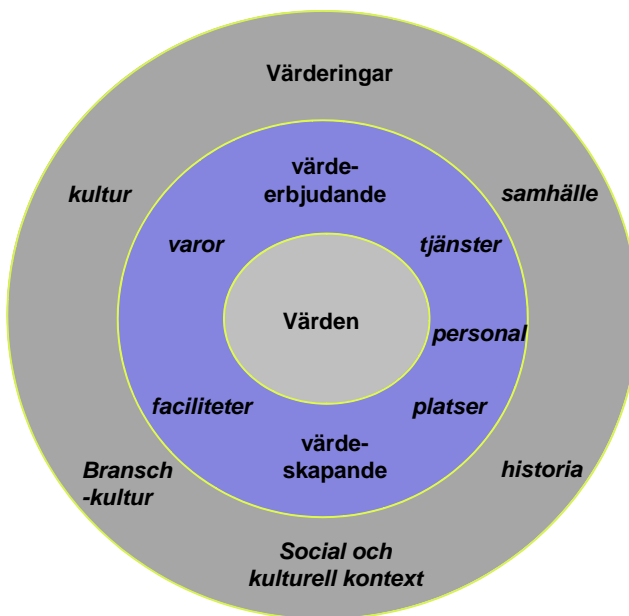 Värderingar
värde-
erbjudande
kultur
samhälle
varor
tjänster
Värden
personal
faciliteter
platser
värde-
skapande
Bransch
-kultur
historia
Social och
kulturell kontext